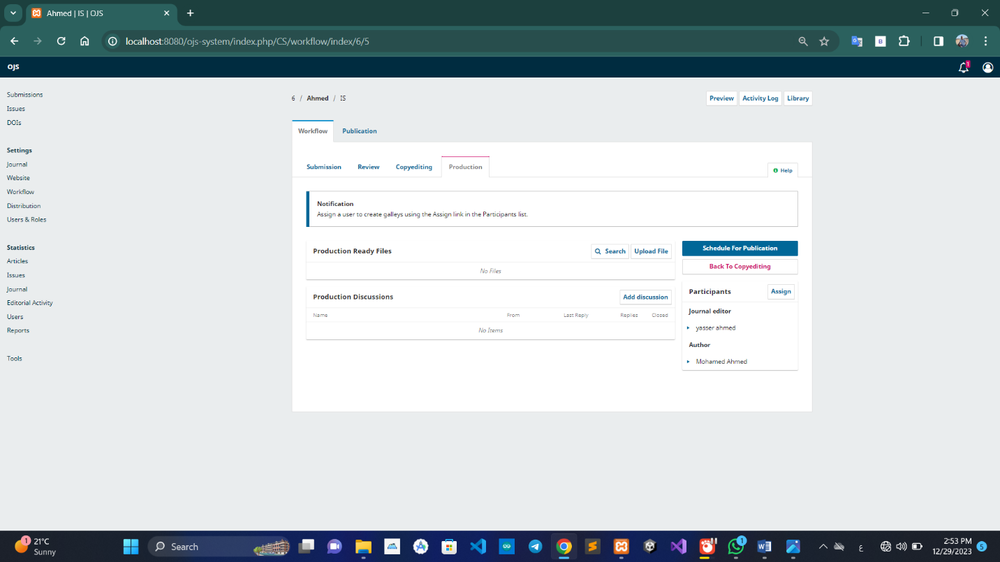 Ahmed | IS | OJS
localhost:8080/ojs-system/index.php/CS/workflow/index/6/5
B
OJS
1
Submissions
Issues
DOIs
Settings
Journal
Website
Workflow
Distribution
Users & Roles
Statistics
Articles
Issues
Journal
Editorial Activity
Users
Reports
Tools
6 / Ahmed / IS
Preview Activity Log Library
Workflow Publication
Submission Review Copyediting Production
Help
Notification
Assign a user to create galleys using the Assign link in the Participants list.
Production Ready Files Search Upload File
No Files
Production Discussions Add discussion
Name From Last Reply Replies Closed
No Items
Schedule For Publication
Back To Copyediting
Participants Assign
Journal editor
yasser ahmed
Author
Mohamed Ahmed
1
21°C
Sunny
Search
1
ع
2:53 PM
12/29/2023
5